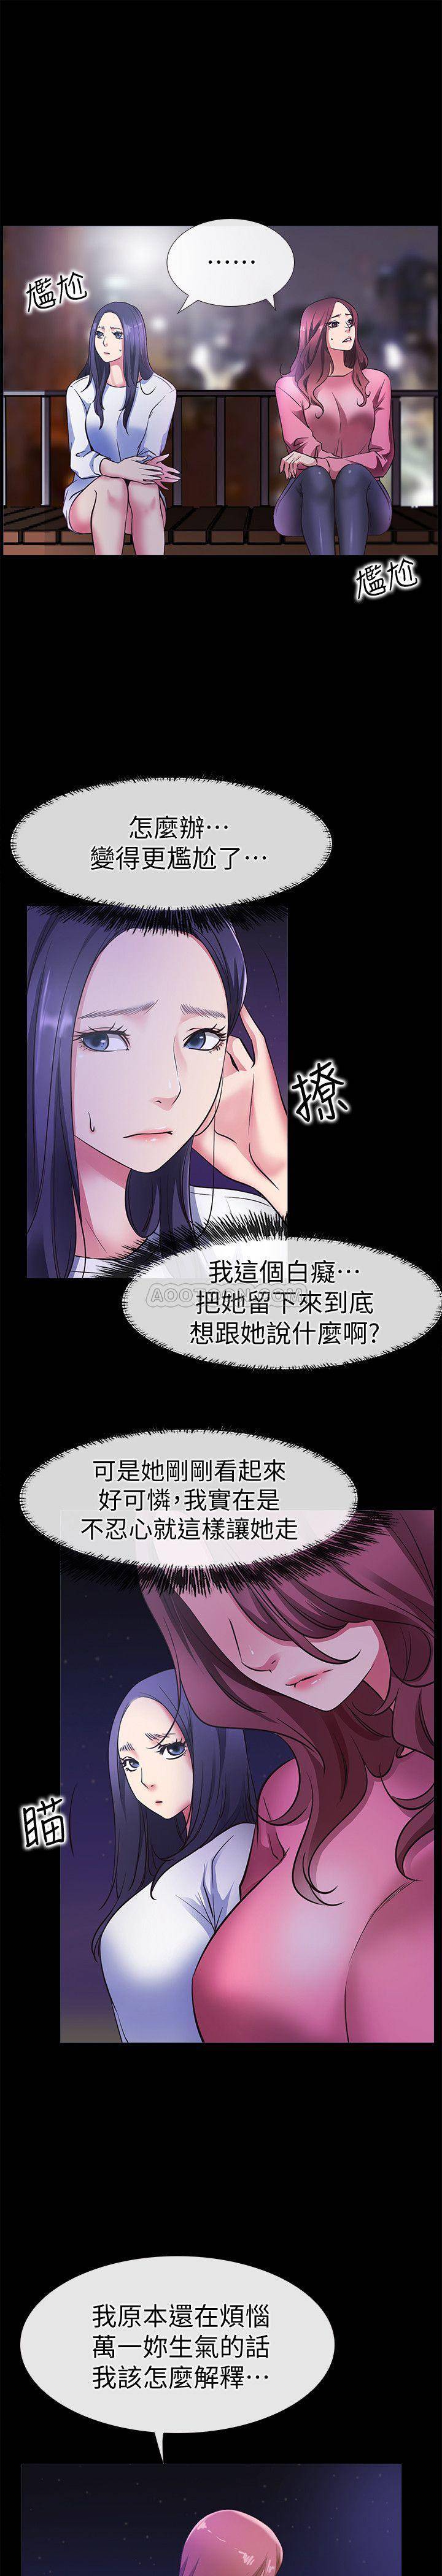 尷尬
……
尷尬
怎麼辦…
變得更尷尬了…
撩
我這個白癡…
把她留下來到底
想跟她說什麼啊?
可是她剛剛看起來
好可憐,我實在是
不忍心就這樣讓她走
瞄
我原本還在煩惱
萬一妳生氣的話
我該怎麼解釋…